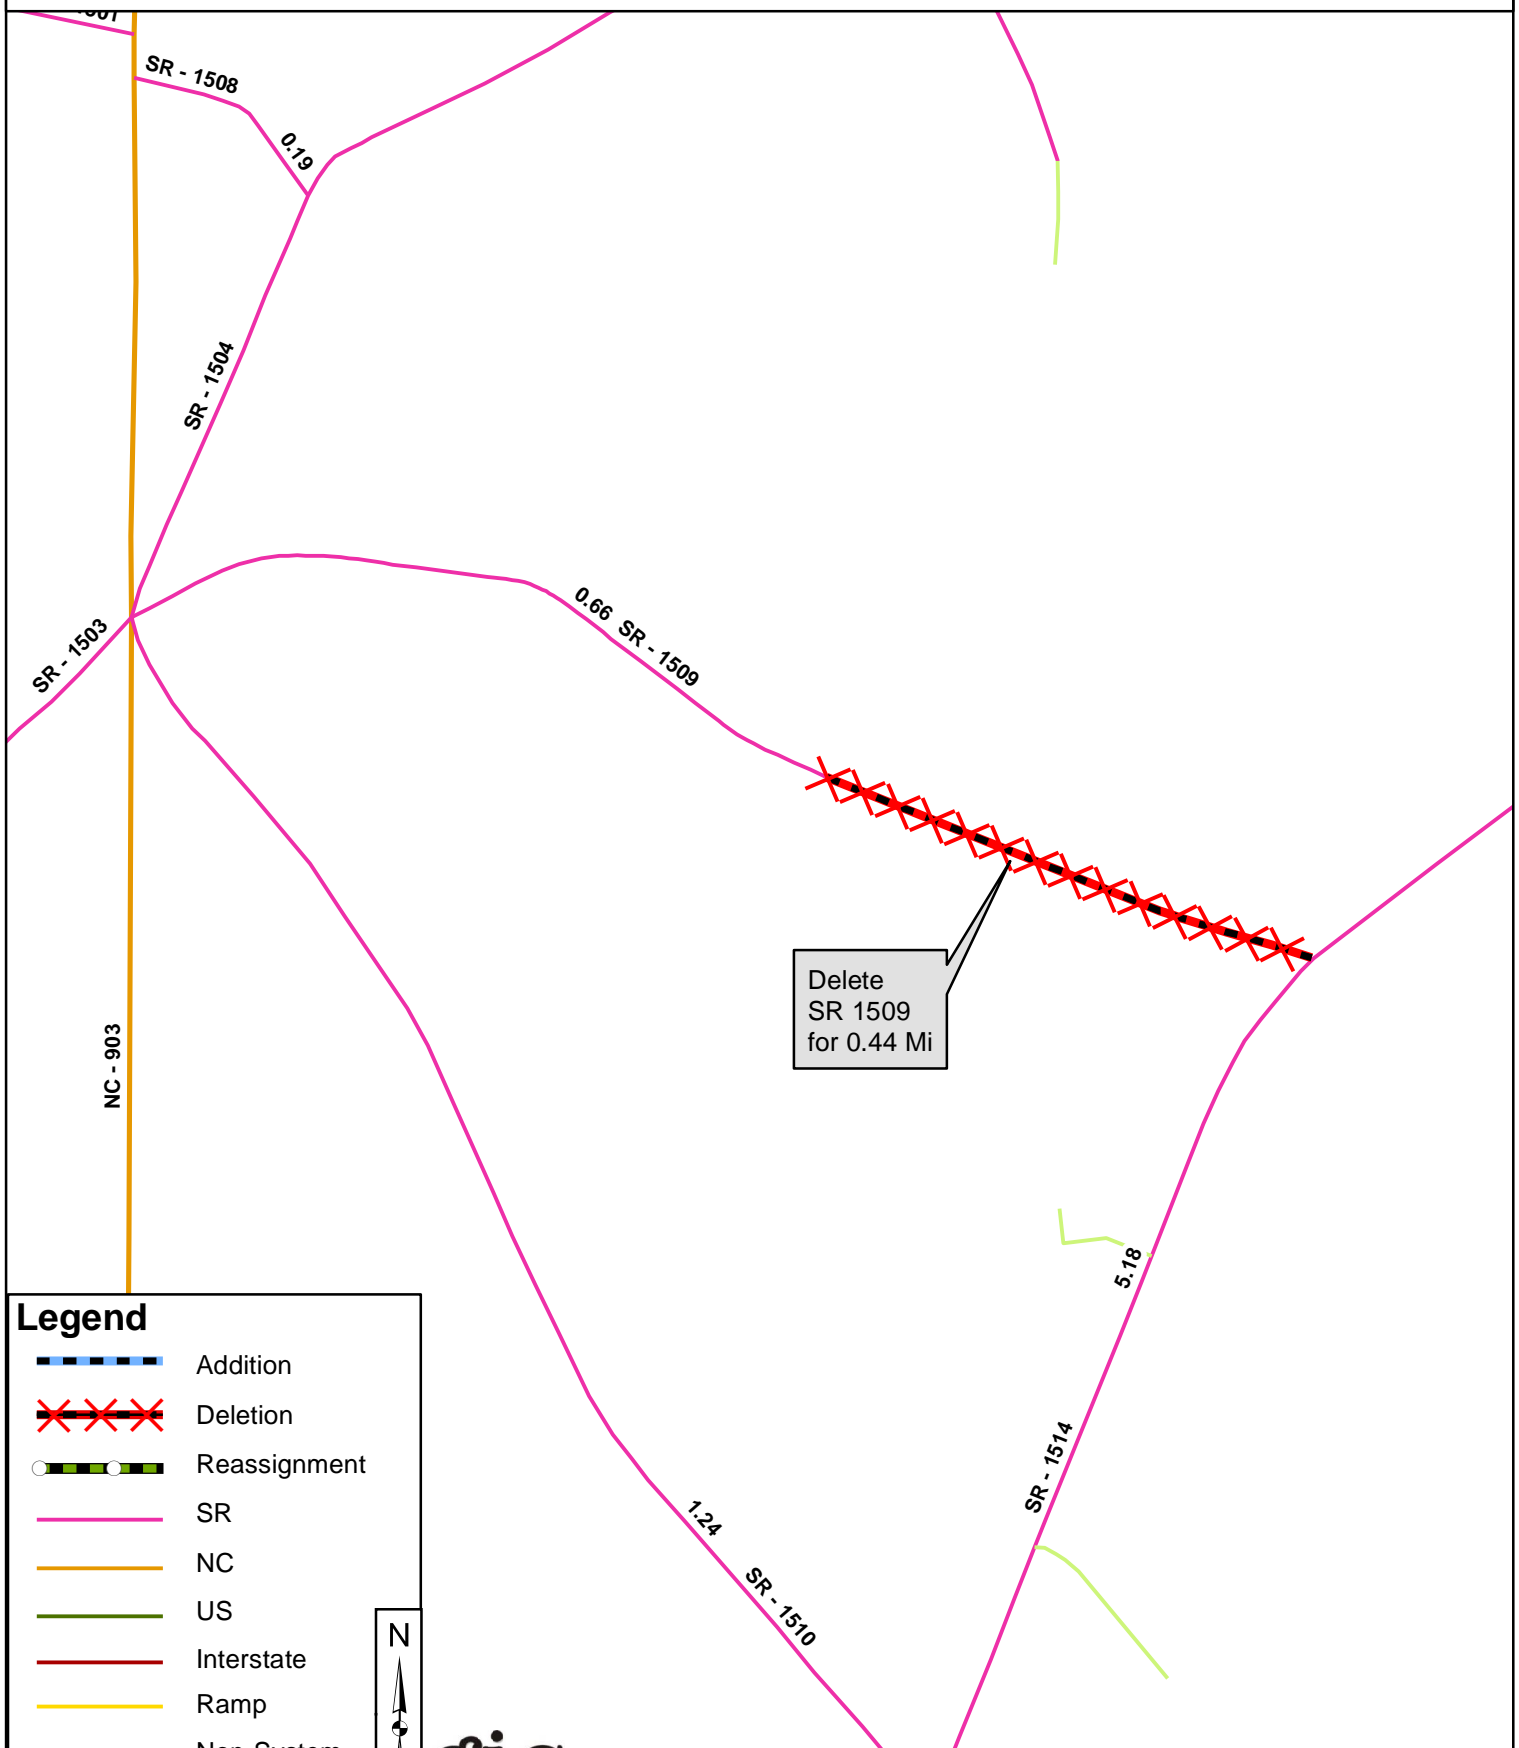 SR - 1508
0.19
SR - 1504
0.66 SR - 1509
SR - 1503
Delete
SR 1509
for 0.44 Mi
NC - 903
5.18
SR - 1514
1.24
SR - 1510
Legend
Addition
Deletion
Reassignment
SR
NC
US
Interstate
Ramp
Non-System
N